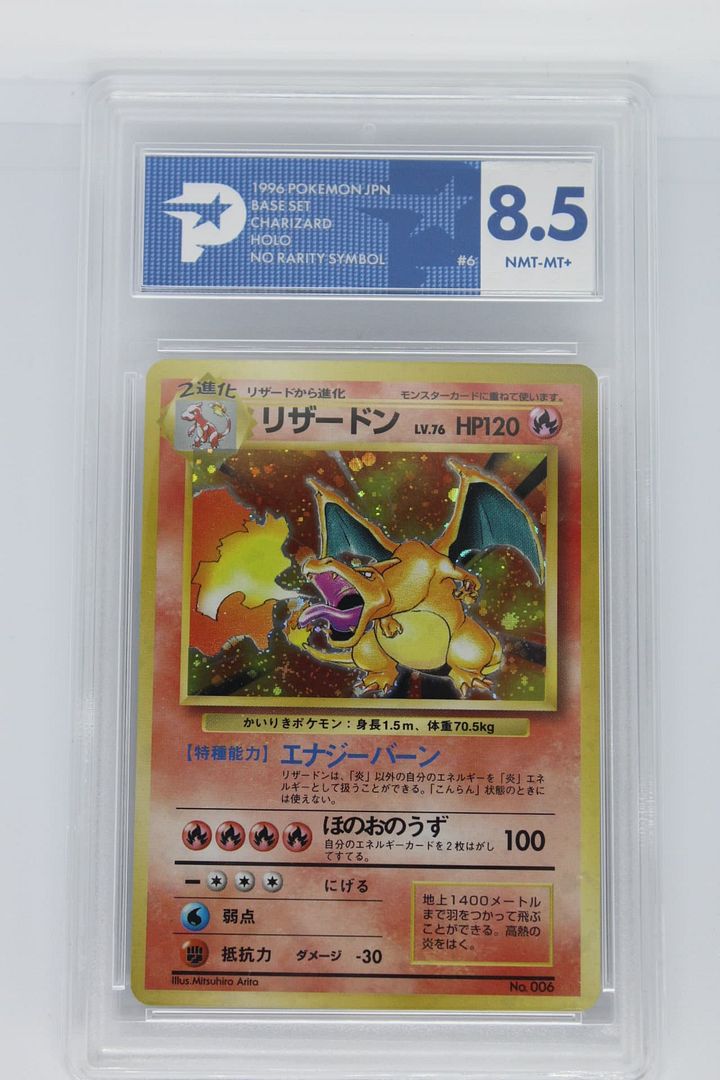 1996 POKEMON JPN
BASE SET
CHARIZARD
HOLO
NO RARITY SYMBOL
#6
8.5
NMT-MT+
2進化
リザードから進化
モンスターカードに重ねて使います。
リザードン LV.76 HP120
かいりきポケモン：身長1.5m、体重70.5kg
【特種能力】エナジーバーン
リザードンは、「炎」以外の自分のエネルギーを「炎」エネ
ルギーとして扱うことができる。「こんらん」状態のときに
は使えない。
ほのおのうず 100
自分のエネルギーカードを2枚はがし
てすてる。
にげる
弱点
抵抗力 ダメージ -30
地上1400メートル
まで羽をつかって飛ぶ
ことができる。高熱の
炎をはく。
Illus.Mitsuhiro Arita
No. 006